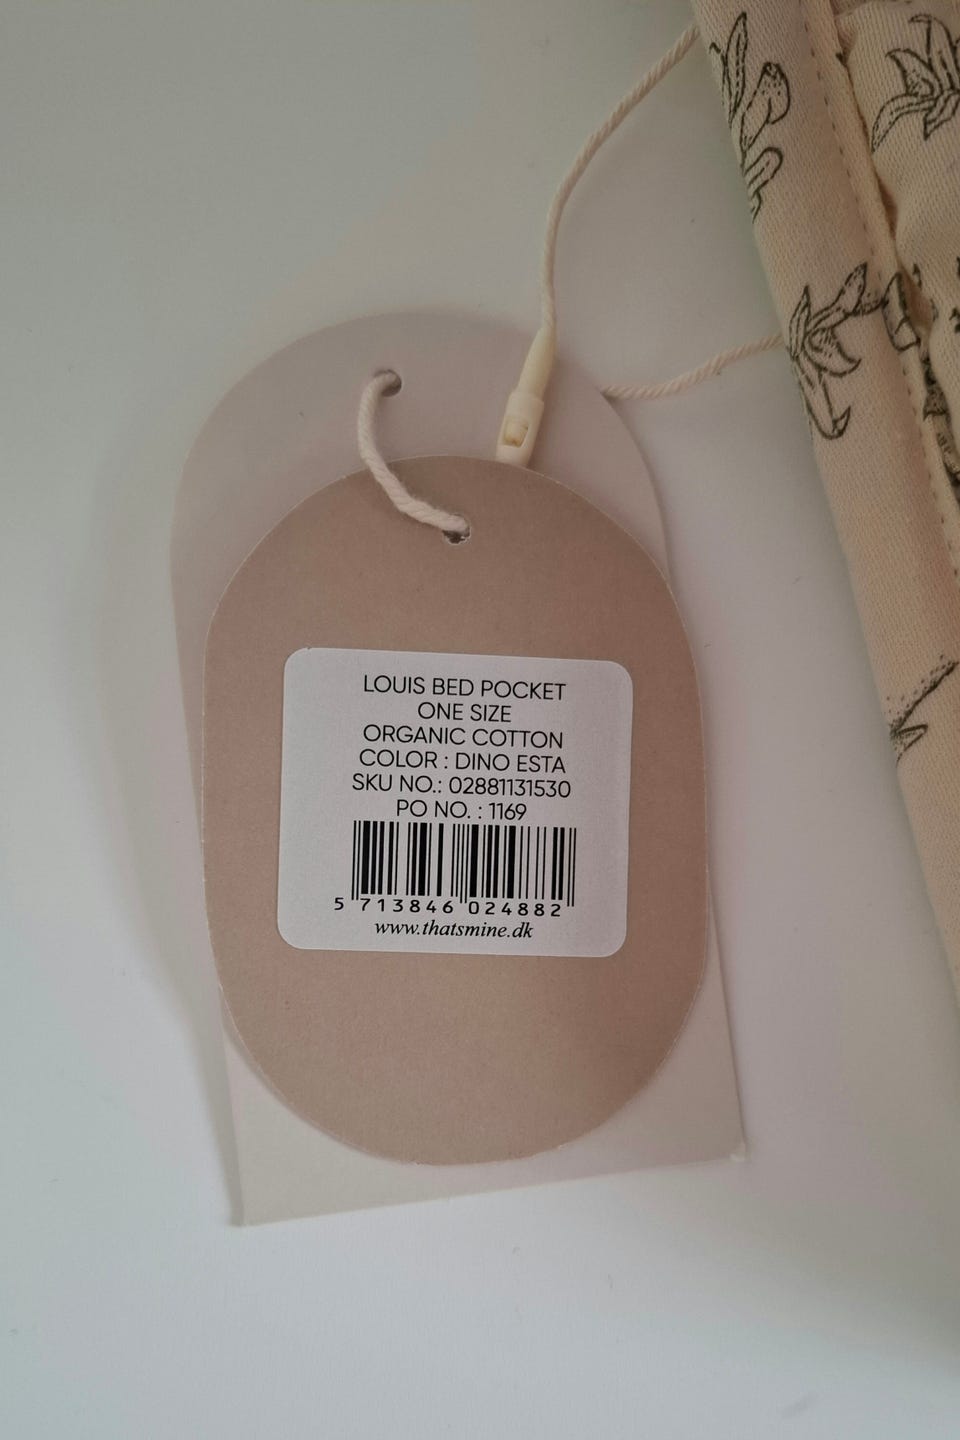 LOUIS BED POCKET
ONE SIZE
ORGANIC COTTON
COLOR : DINO ESTA
SKU NO.: 02881131530
PO NO. : 1169
5 713846 024882
www.thatsmine.dk